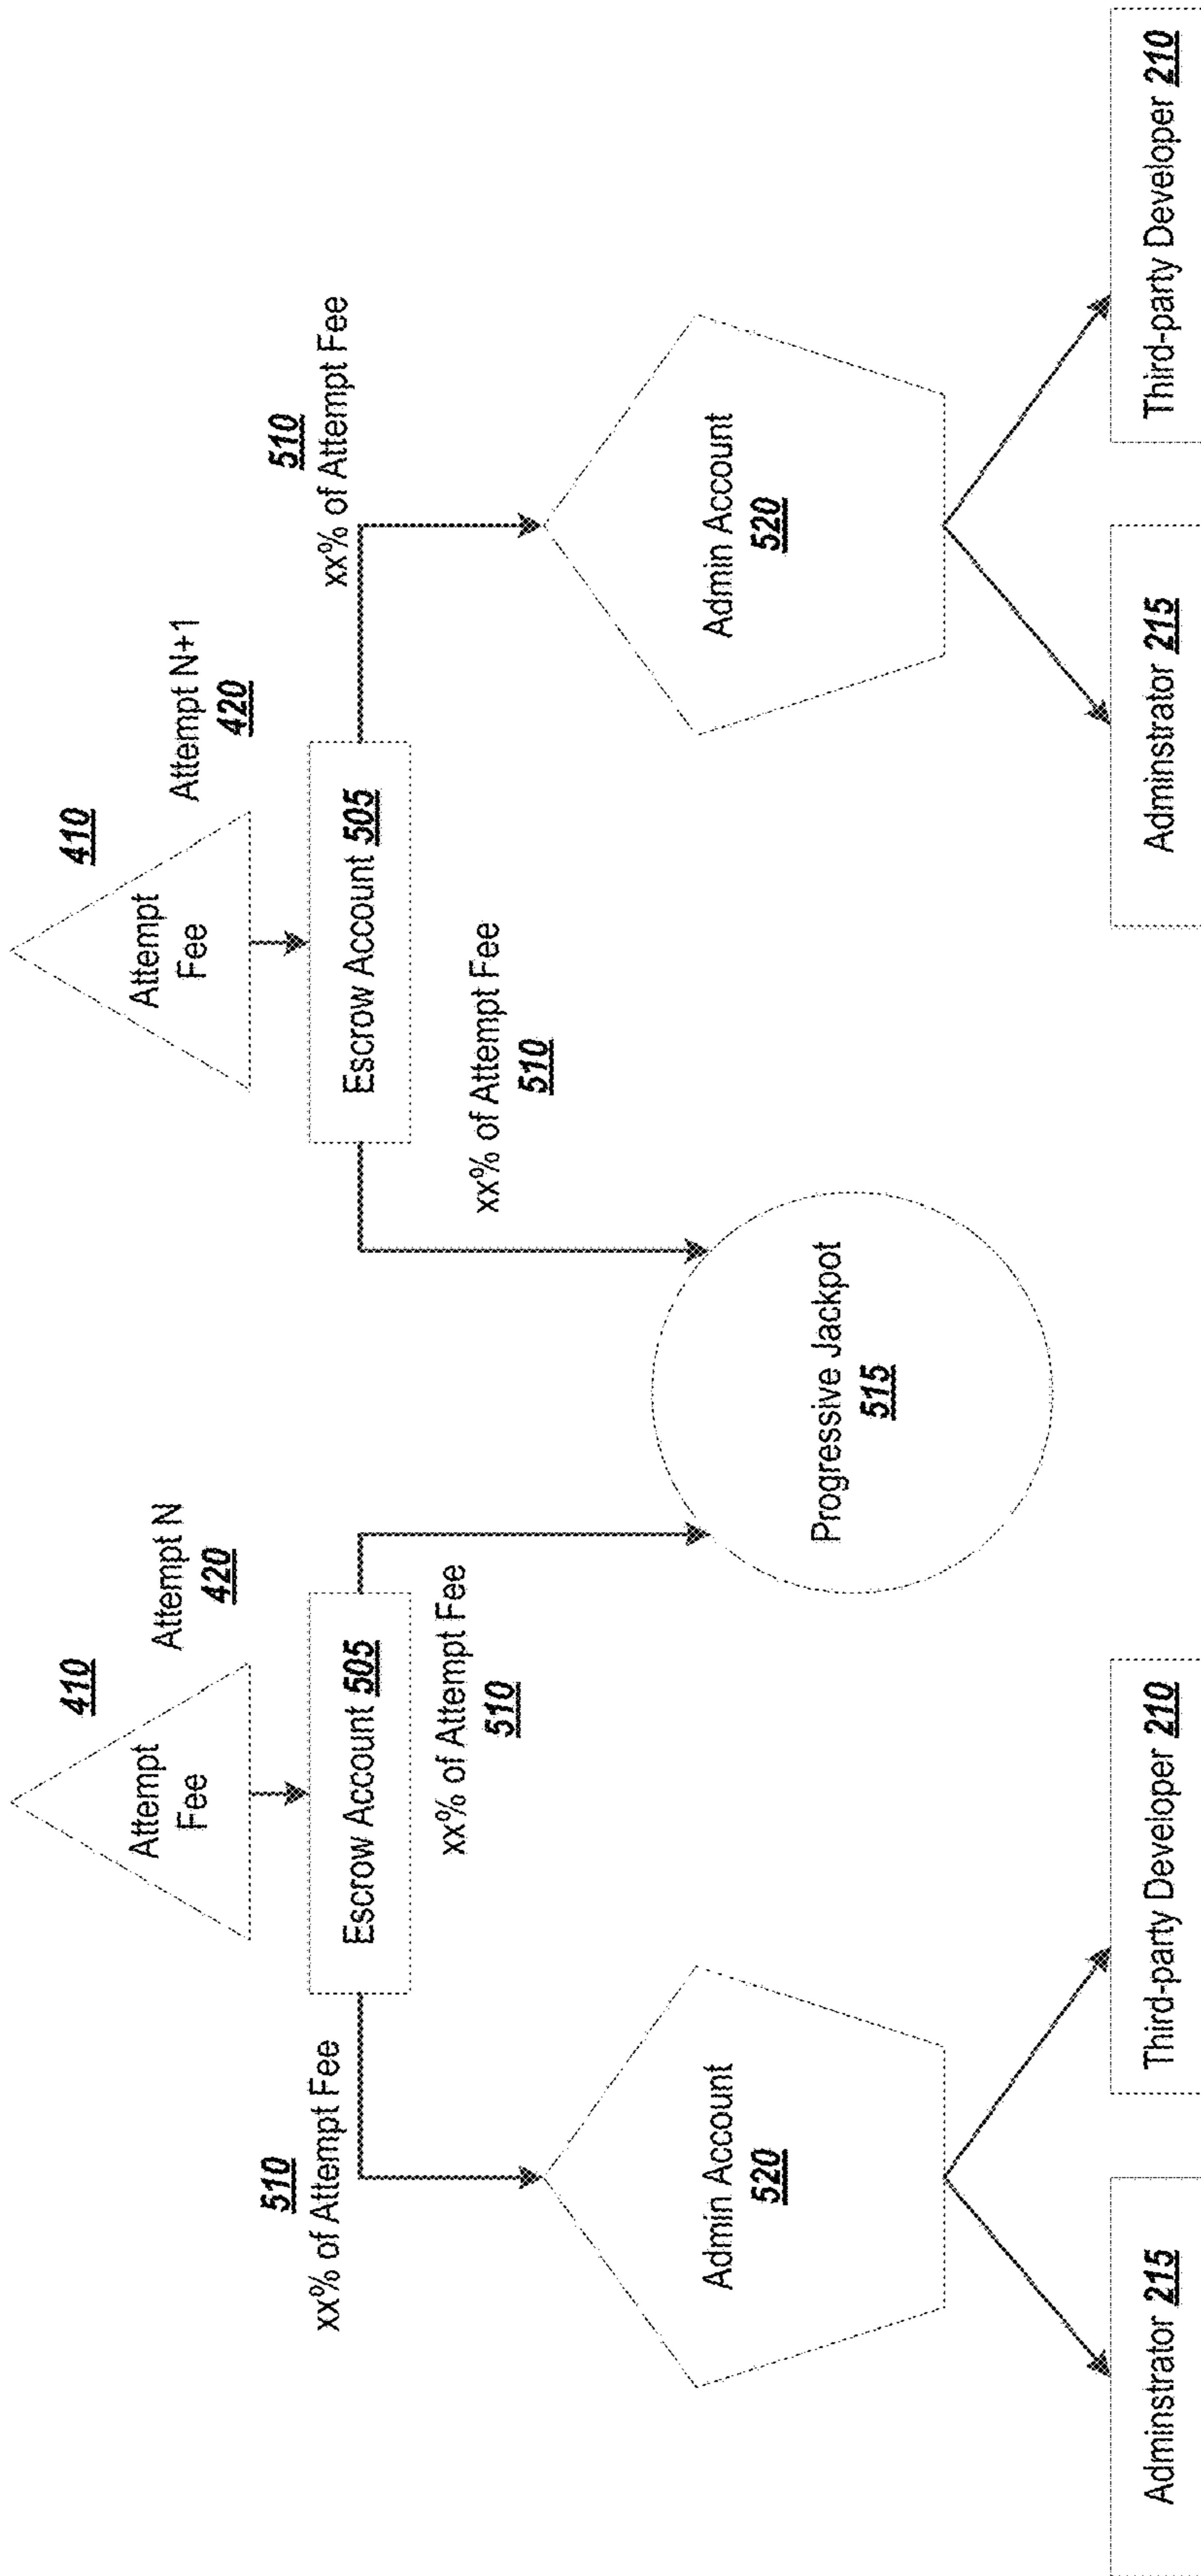 410
Attempt
Fee
Attempt N
420
Escrow Account 505
510
xx% of Attempt Fee
xx% of Attempt Fee
510
Admin Account
520
Adminstrator 215
Third-party Developer 210
Progressive Jackpot
515
410
Attempt
Fee
Attempt N+1
420
Escrow Account 505
xx% of Attempt Fee
510
510
xx% of Attempt Fee
Admin Account
520
Adminstrator 215
Third-party Developer 210